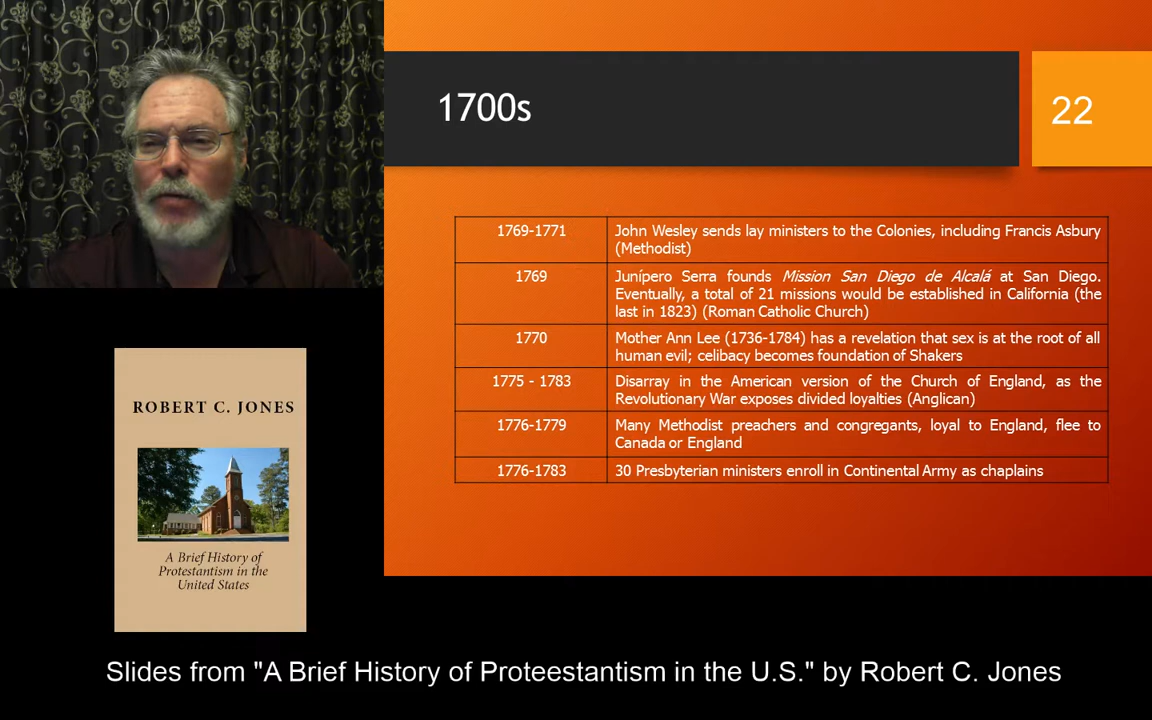 1700s
22
1769-1771
John Wesley sends lay ministers to the Colonies, including Francis Asbury
(Methodist)
1769
Junípero Serra founds Mission San Diego de Alcalá at San Diego.
Eventually, a total of 21 missions would be established in California (the
last in 1823) (Roman Catholic Church)
1770
Mother Ann Lee (1736-1784) has a revelation that sex is at the root of all
human evil; celibacy becomes foundation of Shakers
1775 - 1783
Disarray in the American version of the Church of England, as the
Revolutionary War exposes divided loyalties (Anglican)
1776-1779
Many Methodist preachers and congregants, loyal to England, flee to
Canada or England
1776-1783
30 Presbyterian ministers enroll in Continental Army as chaplains
ROBERT C. JONES
A Brief History of
Protestantism in the
United States
Slides from "A Brief History of Proteestantism in the U.S." by Robert C. Jones